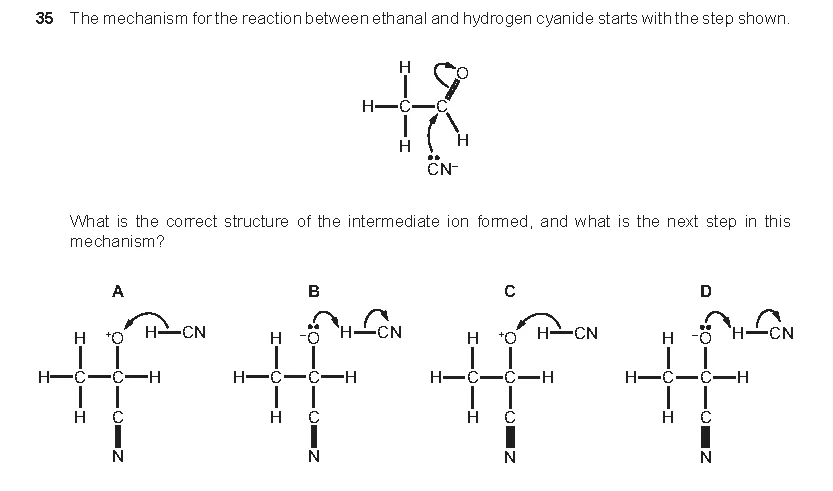 35 The mechanism for the reaction between ethanal and hydrogen cyanide starts with the step shown.
H O
H C C
H H
CN–
What is the correct structure of the intermediate ion formed, and what is the next step in this
mechanism?
A B C D
H +O H CN H –O H CN H +O H CN H –O H CN
H C C H H C C H H C C H H C C H
H C H C H C H C
N N N N